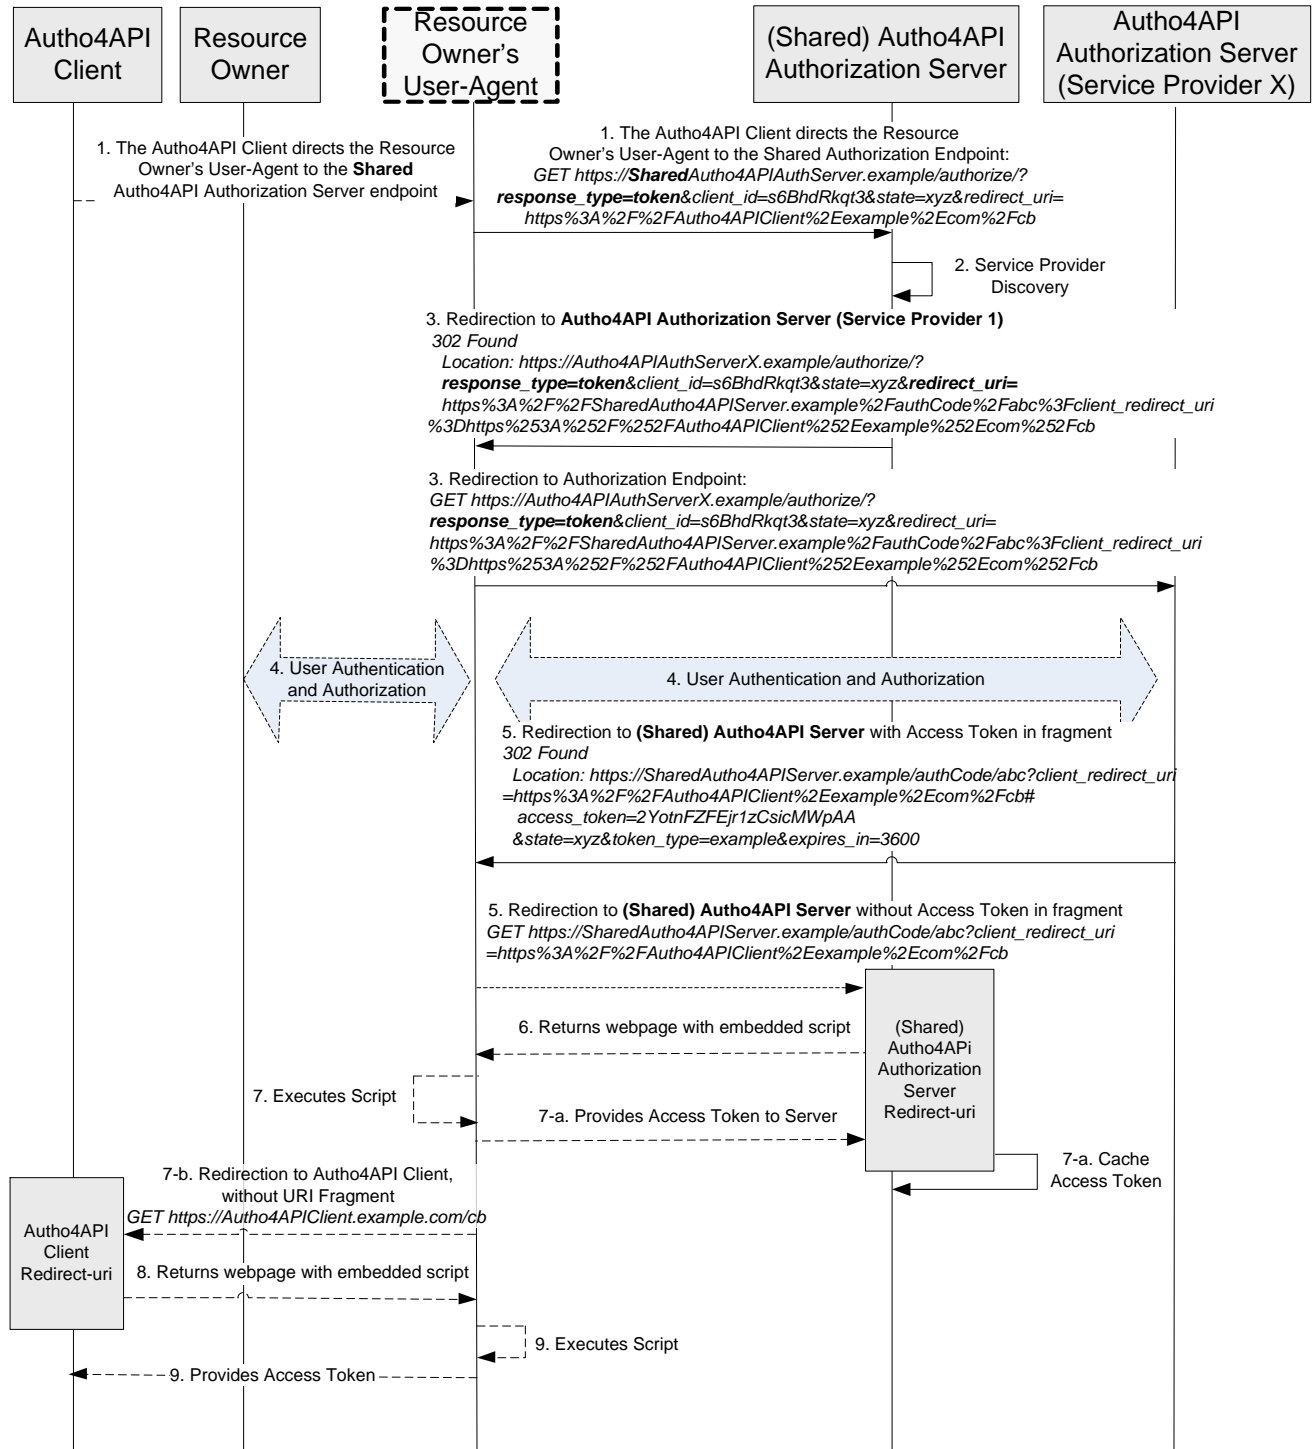 Autho4API
Client
Resource
Owner
Resource
Owner's
User-Agent
(Shared) Autho4API
Authorization Server
Autho4API
Authorization Server
(Service Provider X)
1. The Autho4API Client directs the Resource
Owner's User-Agent to the Shared
Autho4API Authorization Server endpoint
1. The Autho4API Client directs the Resource
Owner's User-Agent to the Shared Authorization Endpoint:
GET https://SharedAutho4APIAuthServer.example/authorize/?
response_type=token&client_id=s6BhdRkqt3&state=xyz&redirect_uri=
https%3A%2F%2FAutho4APIClient%2Eexample%2Ecom%2Fcb
2. Service Provider
Discovery
3. Redirection to Autho4API Authorization Server (Service Provider 1)
302 Found
Location: https://Autho4APIAuthServerX.example/authorize/?
response_type=token&client_id=s6BhdRkqt3&state=xyz&redirect_uri=
https%3A%2F%2FSharedAutho4APIServer.example%2FauthCode%2Fabc%3Fclient_redirect_uri
%3Dhttps%253A%252F%252FAutho4APIClient%252Eexample%252Ecom%252Fcb
3. Redirection to Authorization Endpoint:
GET https://Autho4APIAuthServerX.example/authorize/?
response_type=token&client_id=s6BhdRkqt3&state=xyz&redirect_uri=
https%3A%2F%2FSharedAutho4APIServer.example%2FauthCode%2Fabc%3Fclient_redirect_uri
%3Dhttps%253A%252F%252FAutho4APIClient%252Eexample%252Ecom%252Fcb
4. User Authentication
and Authorization
4. User Authentication and Authorization
5. Redirection to (Shared) Autho4API Server with Access Token in fragment
302 Found
Location: https://SharedAutho4APIServer.example/authCode/abc?client_redirect_uri
=https%3A%2F%2FAutho4APIClient%2Eexample%2Ecom%2Fcb#
access_token=2YotnFZFEjr1zCsicMWpAA
&state=xyz&token_type=example&expires_in=3600
5. Redirection to (Shared) Autho4API Server without Access Token in fragment
GET https://SharedAutho4APIServer.example/authCode/abc?client_redirect_uri
=https%3A%2F%2FAutho4APIClient%2Eexample%2Ecom%2Fcb
6. Returns webpage with embedded script
(Shared)
Autho4APi
Authorization
Server
Redirect-uri
7. Executes Script
7-a. Provides Access Token to Server
7-a. Cache
Access Token
7-b. Redirection to Autho4API Client,
without URI Fragment
GET https://Autho4APIClient.example.com/cb
Autho4API
Client
Redirect-uri
8. Returns webpage with embedded script
9. Executes Script
9. Provides Access Token